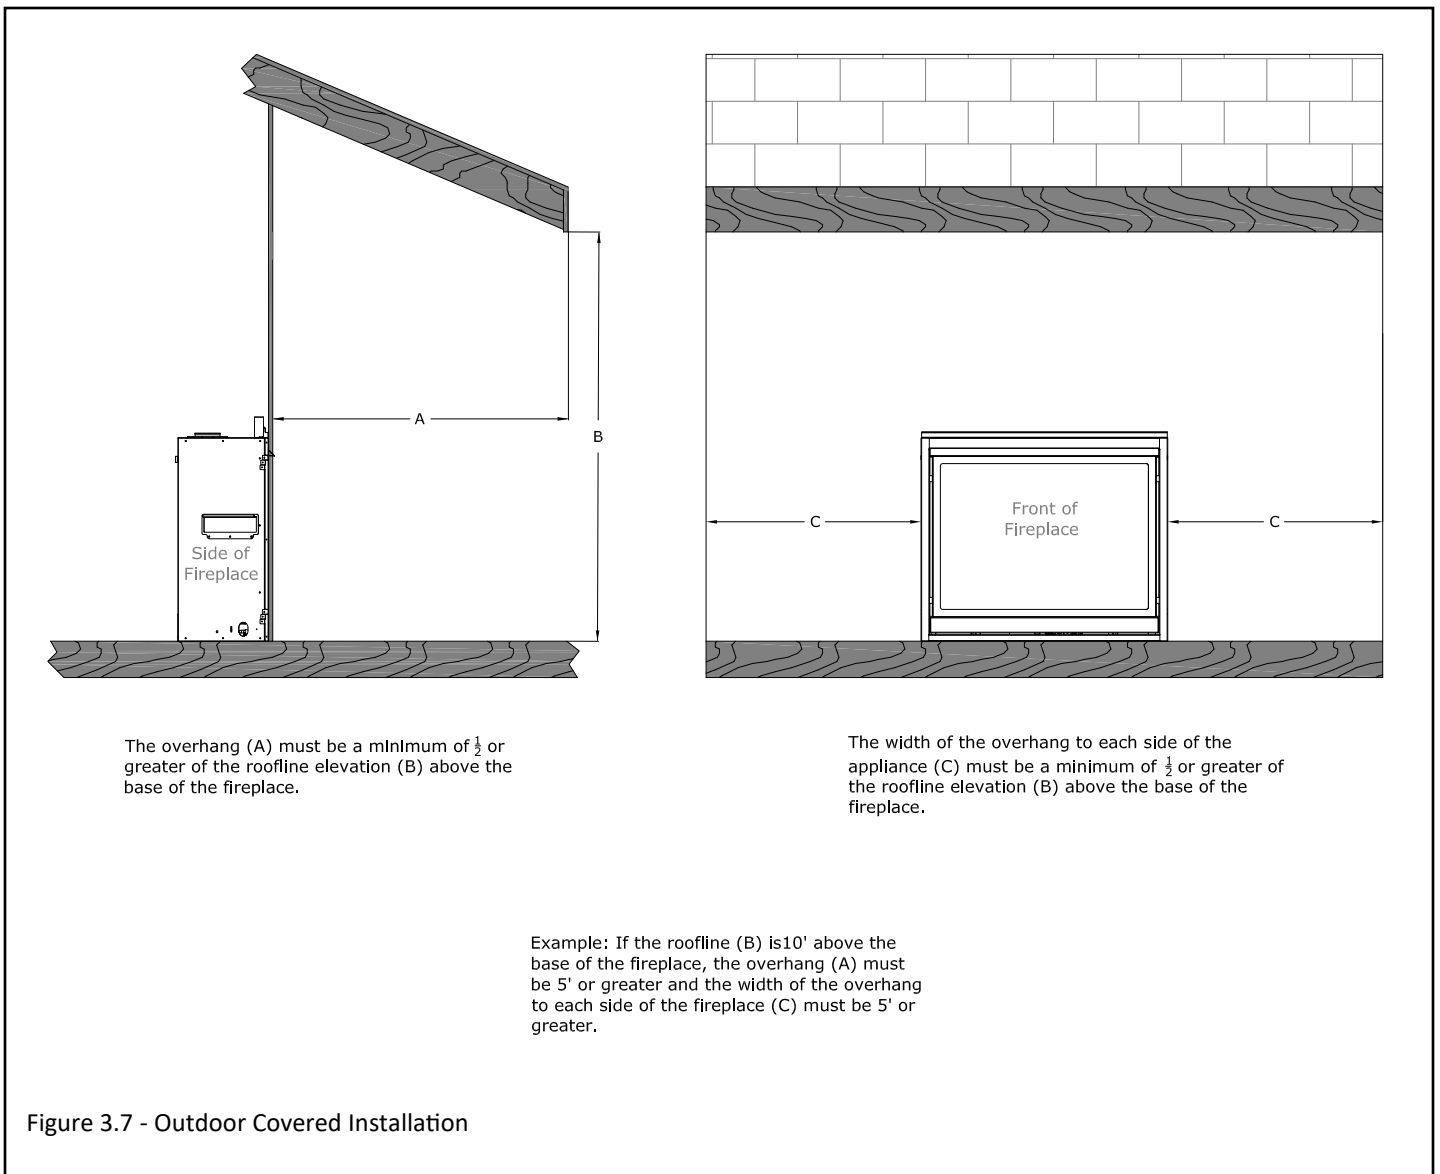 A
B
Side of
Fireplace
C
Front of
Fireplace
C
The overhang (A) must be a minimum of ½ or
greater of the roofline elevation (B) above the
base of the fireplace.
The width of the overhang to each side of the
appliance (C) must be a minimum of ½ or greater of
the roofline elevation (B) above the base of the
fireplace.
Example: If the roofline (B) is10' above the
base of the fireplace, the overhang (A) must
be 5' or greater and the width of the overhang
to each side of the fireplace (C) must be 5' or
greater.
Figure 3.7 - Outdoor Covered Installation